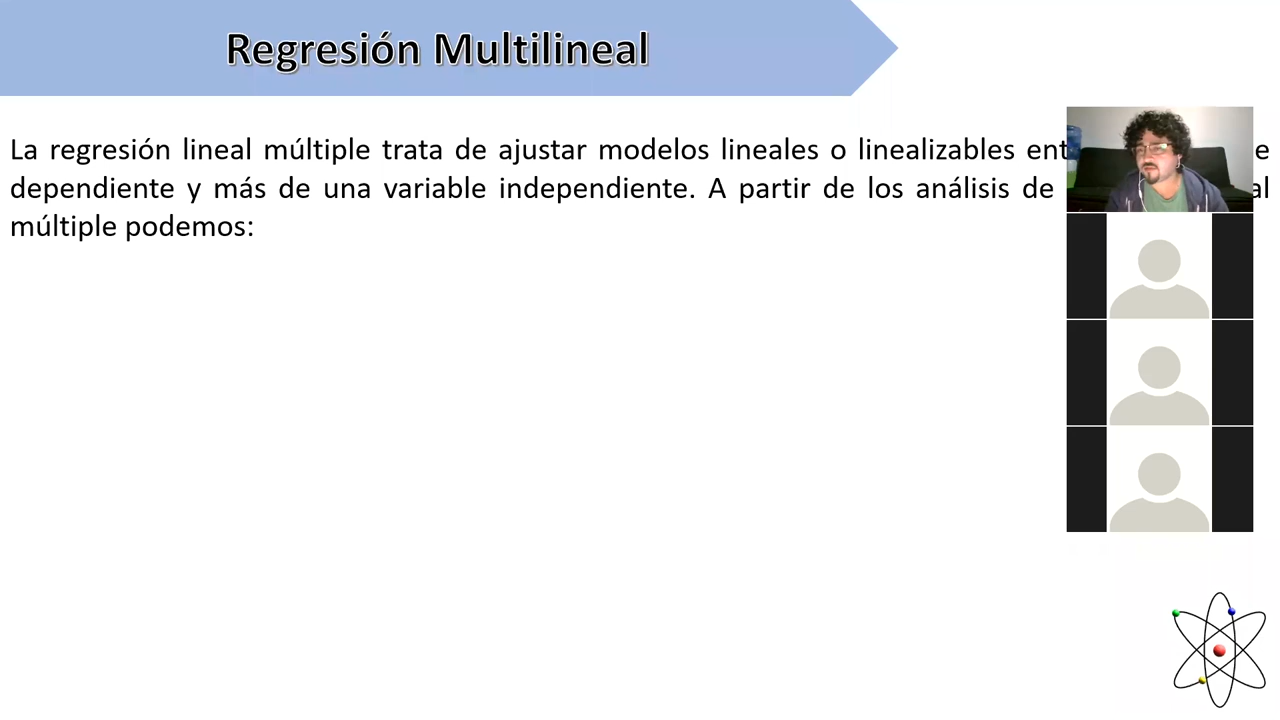 Regresión Multilineal
La regresión lineal múltiple trata de ajustar modelos lineales o linealizables ent
dependiente y más de una variable independiente. A partir de los análisis de al
múltiple podemos: